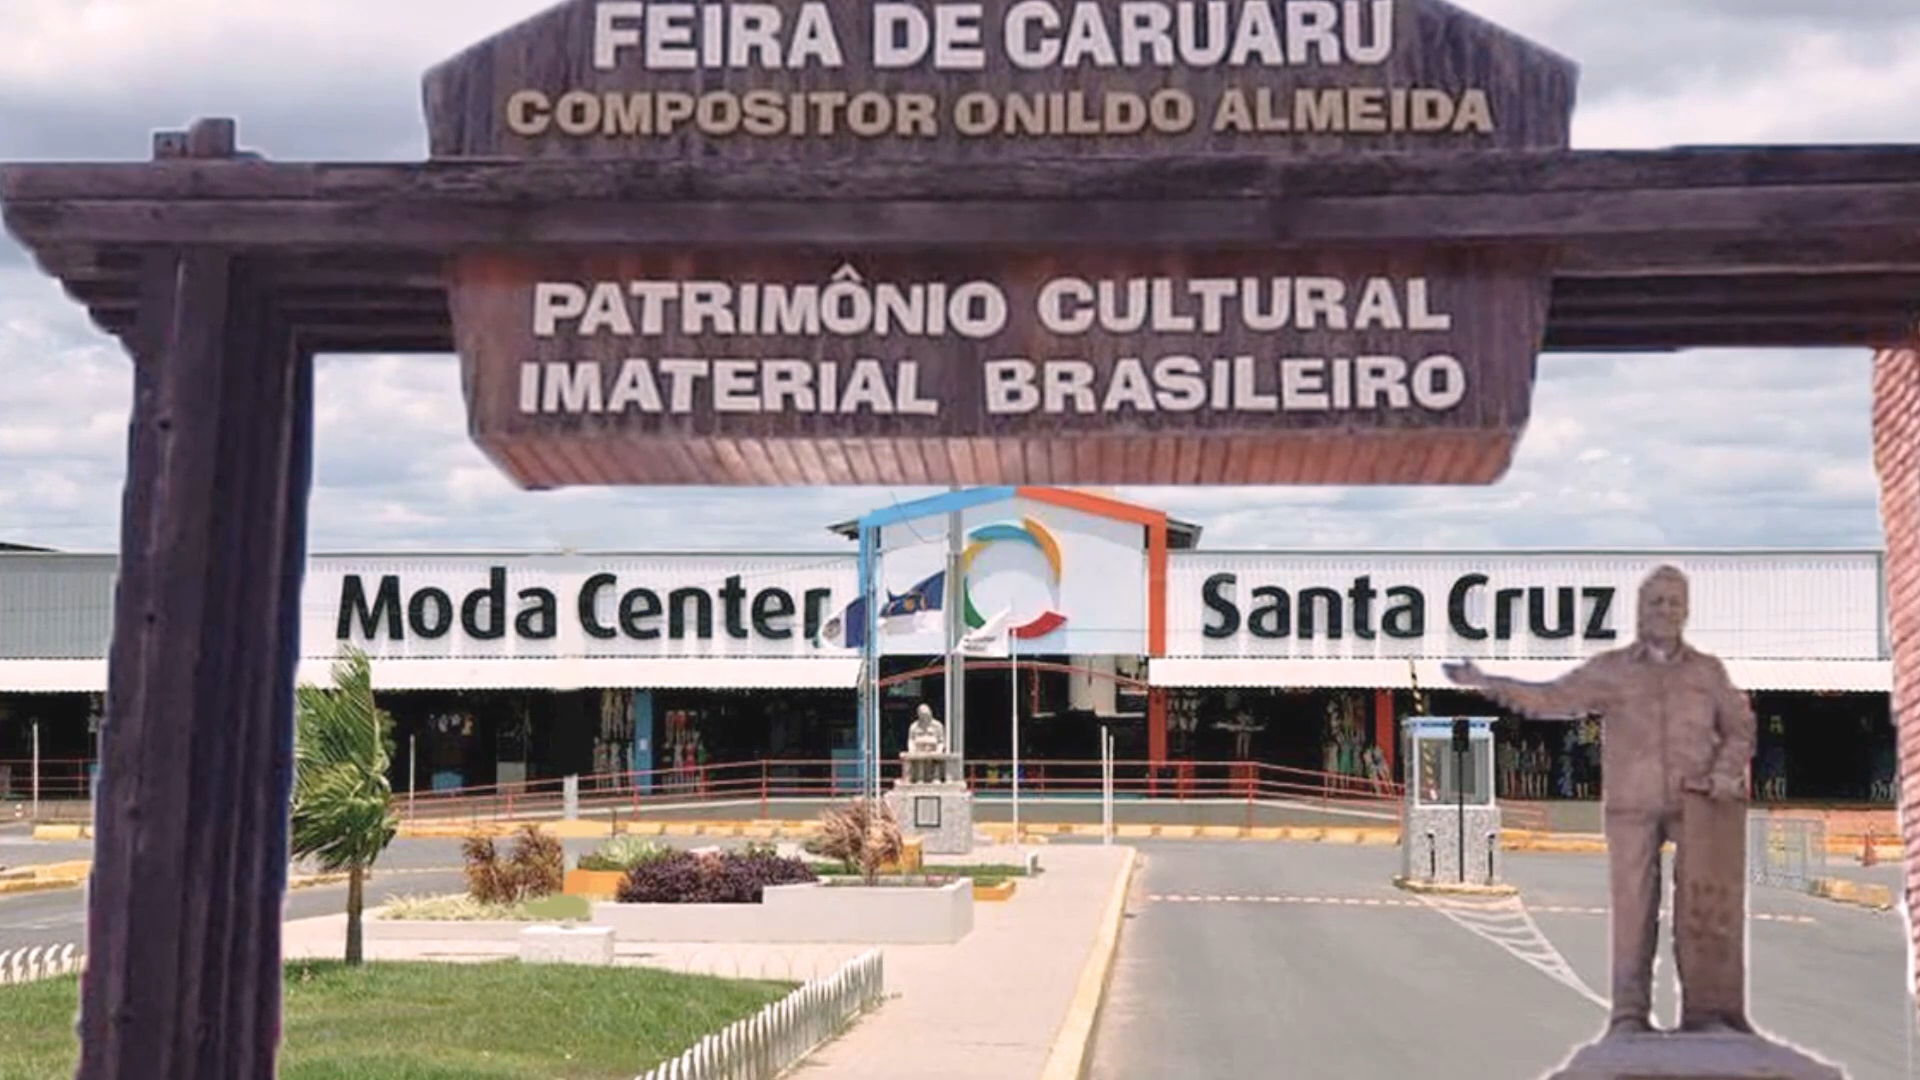 FEIRA DE CARUARU
COMPOSITOR ONILDO ALMEIDA
PATRIMÔNIO CULTURAL
IMATERIAL BRASILEIRO
Moda Center Santa Cruz